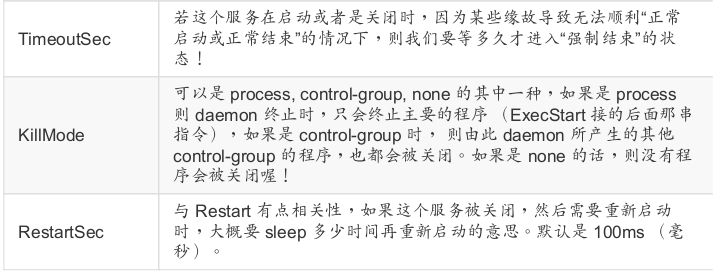 若这个服务在启动或者是关闭时，因为某些缘故导致无法顺利“正常
TimeoutSec 启动或正常结束”的情况下，则我们要等多久才进入“强制结束”的状
态！
可以是 process, control-group, none 的其中一种，如果是 process
则 daemon 终止时，只会终止主要的程序 （ExecStart 接的后面那串
KillMode 指令），如果是 control-group 时， 则由此 daemon 所产生的其他
control-group 的程序，也都会被关闭。如果是 none 的话，则没有程
序会被关闭喔！
与 Restart 有点相关性，如果这个服务被关闭，然后需要重新启动
RestartSec 时，大概要 sleep 多少时间再重新启动的意思。默认是 100ms （毫
秒）。